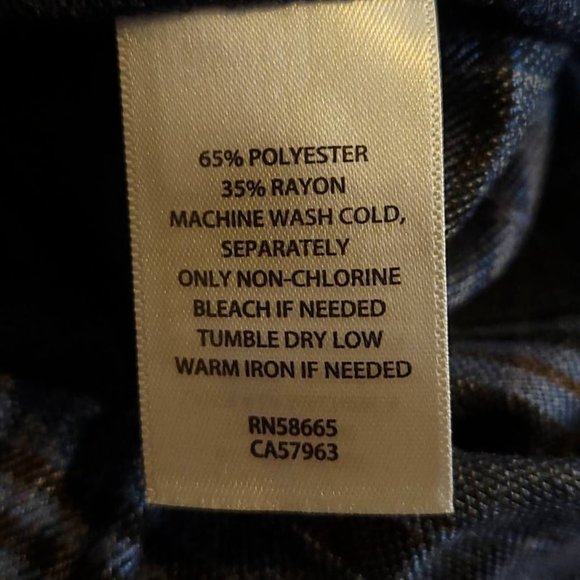 65% POLYESTER
35% RAYON
MACHINE WASH COLD,
SEPARATELY
ONLY NON-CHLORINE
BLEACH IF NEEDED
TUMBLE DRY LOW
WARM IRON IF NEEDED
RN58665
CA57963